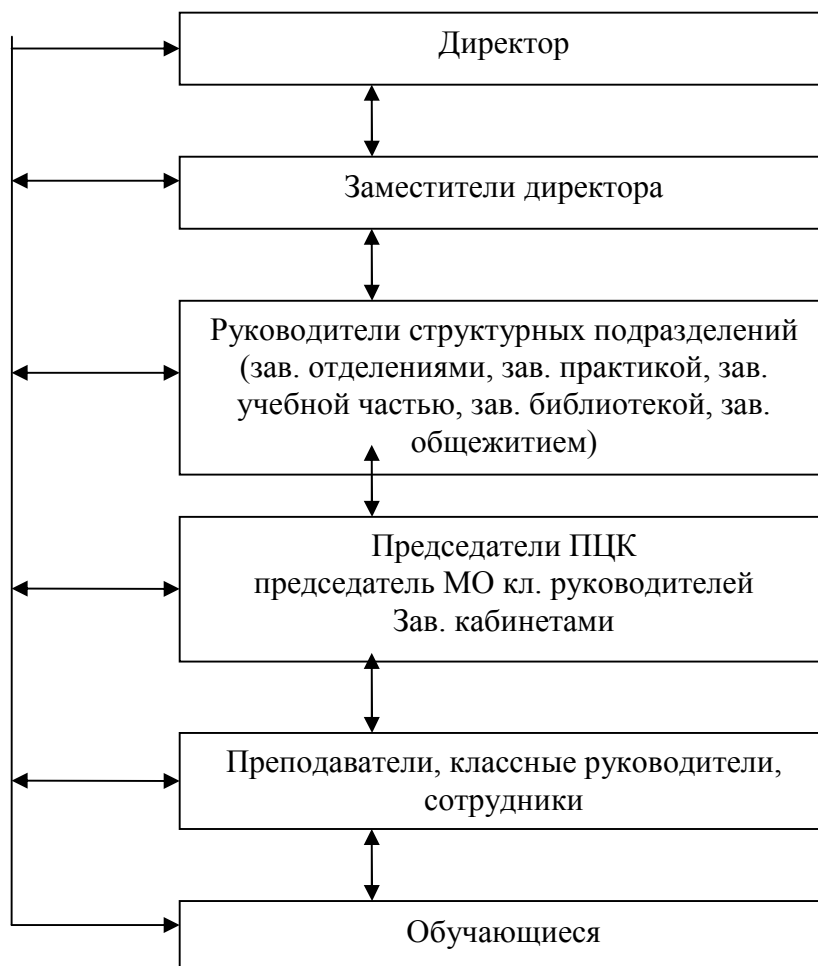 Директор
Заместители директора
Руководители структурных подразделений
(зав. отделениями, зав. практикой, зав.
учебной частью, зав. библиотекой, зав.
общежитием)
Председатели ПЦК
председатель МО кл. руководителей
Зав. кабинетами
Преподаватели, классные руководители,
сотрудники
Обучающиеся